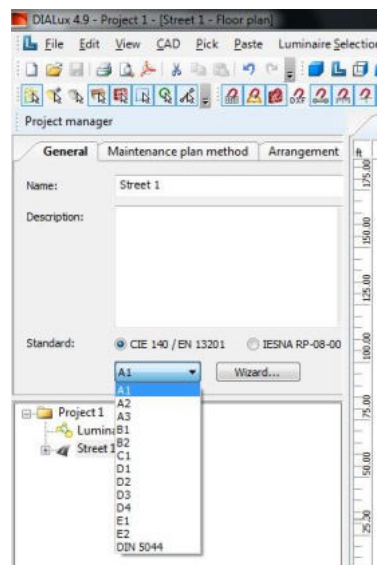 DIALux 4.9 - Project 1 - [Street 1 - Floor plan]
File Edit View CAD Pick Paste Luminaire Selection
Project manager
General Maintenance plan method Arrangement
ft
Name: Street 1
Description:
Standard: CIE 140 / EN 13201 IESNA RP-08-00
A1 Wizard...
A1
A2
A3
B1
B2
C1
D1
D2
D3
D4
E1
E2
DIN 5044
Project 1
Lumina
Street 1
175.00
150.00
125.00
100.00
75.00
50.00
25.00